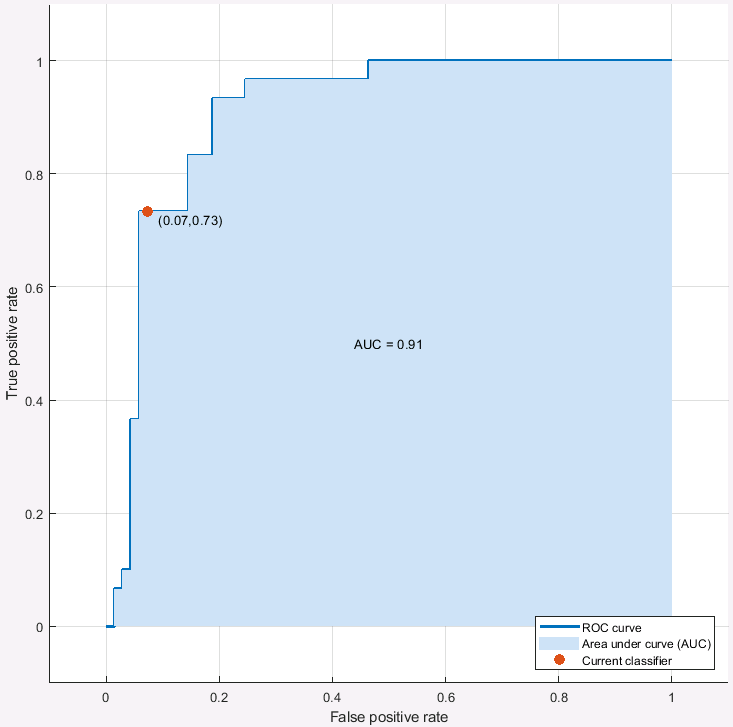 1
0.8
0.6
0.4
0.2
0
True positive rate
(0.07,0.73)
AUC = 0.91
ROC curve
Area under curve (AUC)
Current classifier
0 0.2 0.4 0.6 0.8 1
False positive rate